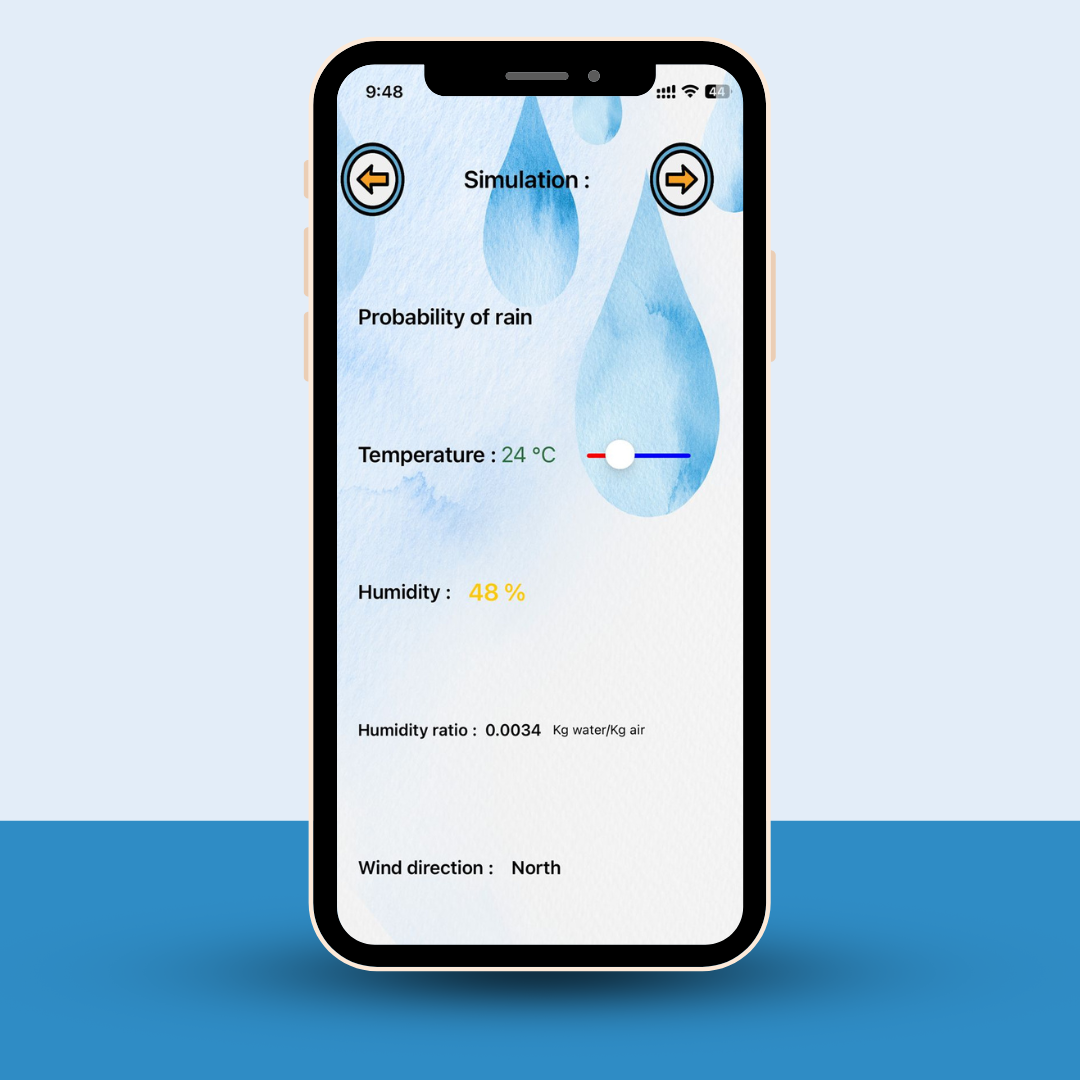 9:48 44
Simulation :
Probability of rain
Temperature : 24 °C
Humidity : 48 %
Humidity ratio : 0.0034 Kg water/Kg air
Wind direction : North